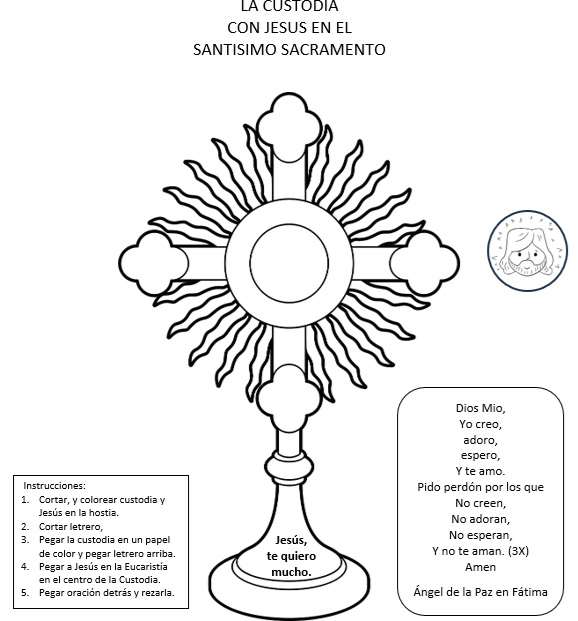 LA CUSTODIA
CON JESUS EN EL
SANTISIMO SACRAMENTO
Dios Mio,
Yo creo,
adoro,
espero,
Y te amo.
Pido perdón por los que
No creen,
No adoran,
No esperan,
Y no te aman. (3X)
Amen
Ángel de la Paz en Fátima
Instrucciones:
1. Cortar, y colorear custodia y
Jesús en la hostia.
2. Cortar letrero,
3. Pegar la custodia en un papel
de color y pegar letrero arriba.
4. Pegar a Jesús en la Eucaristía
en el centro de la Custodia.
5. Pegar oración detrás y rezarla.
Jesús,
te quiero
mucho.